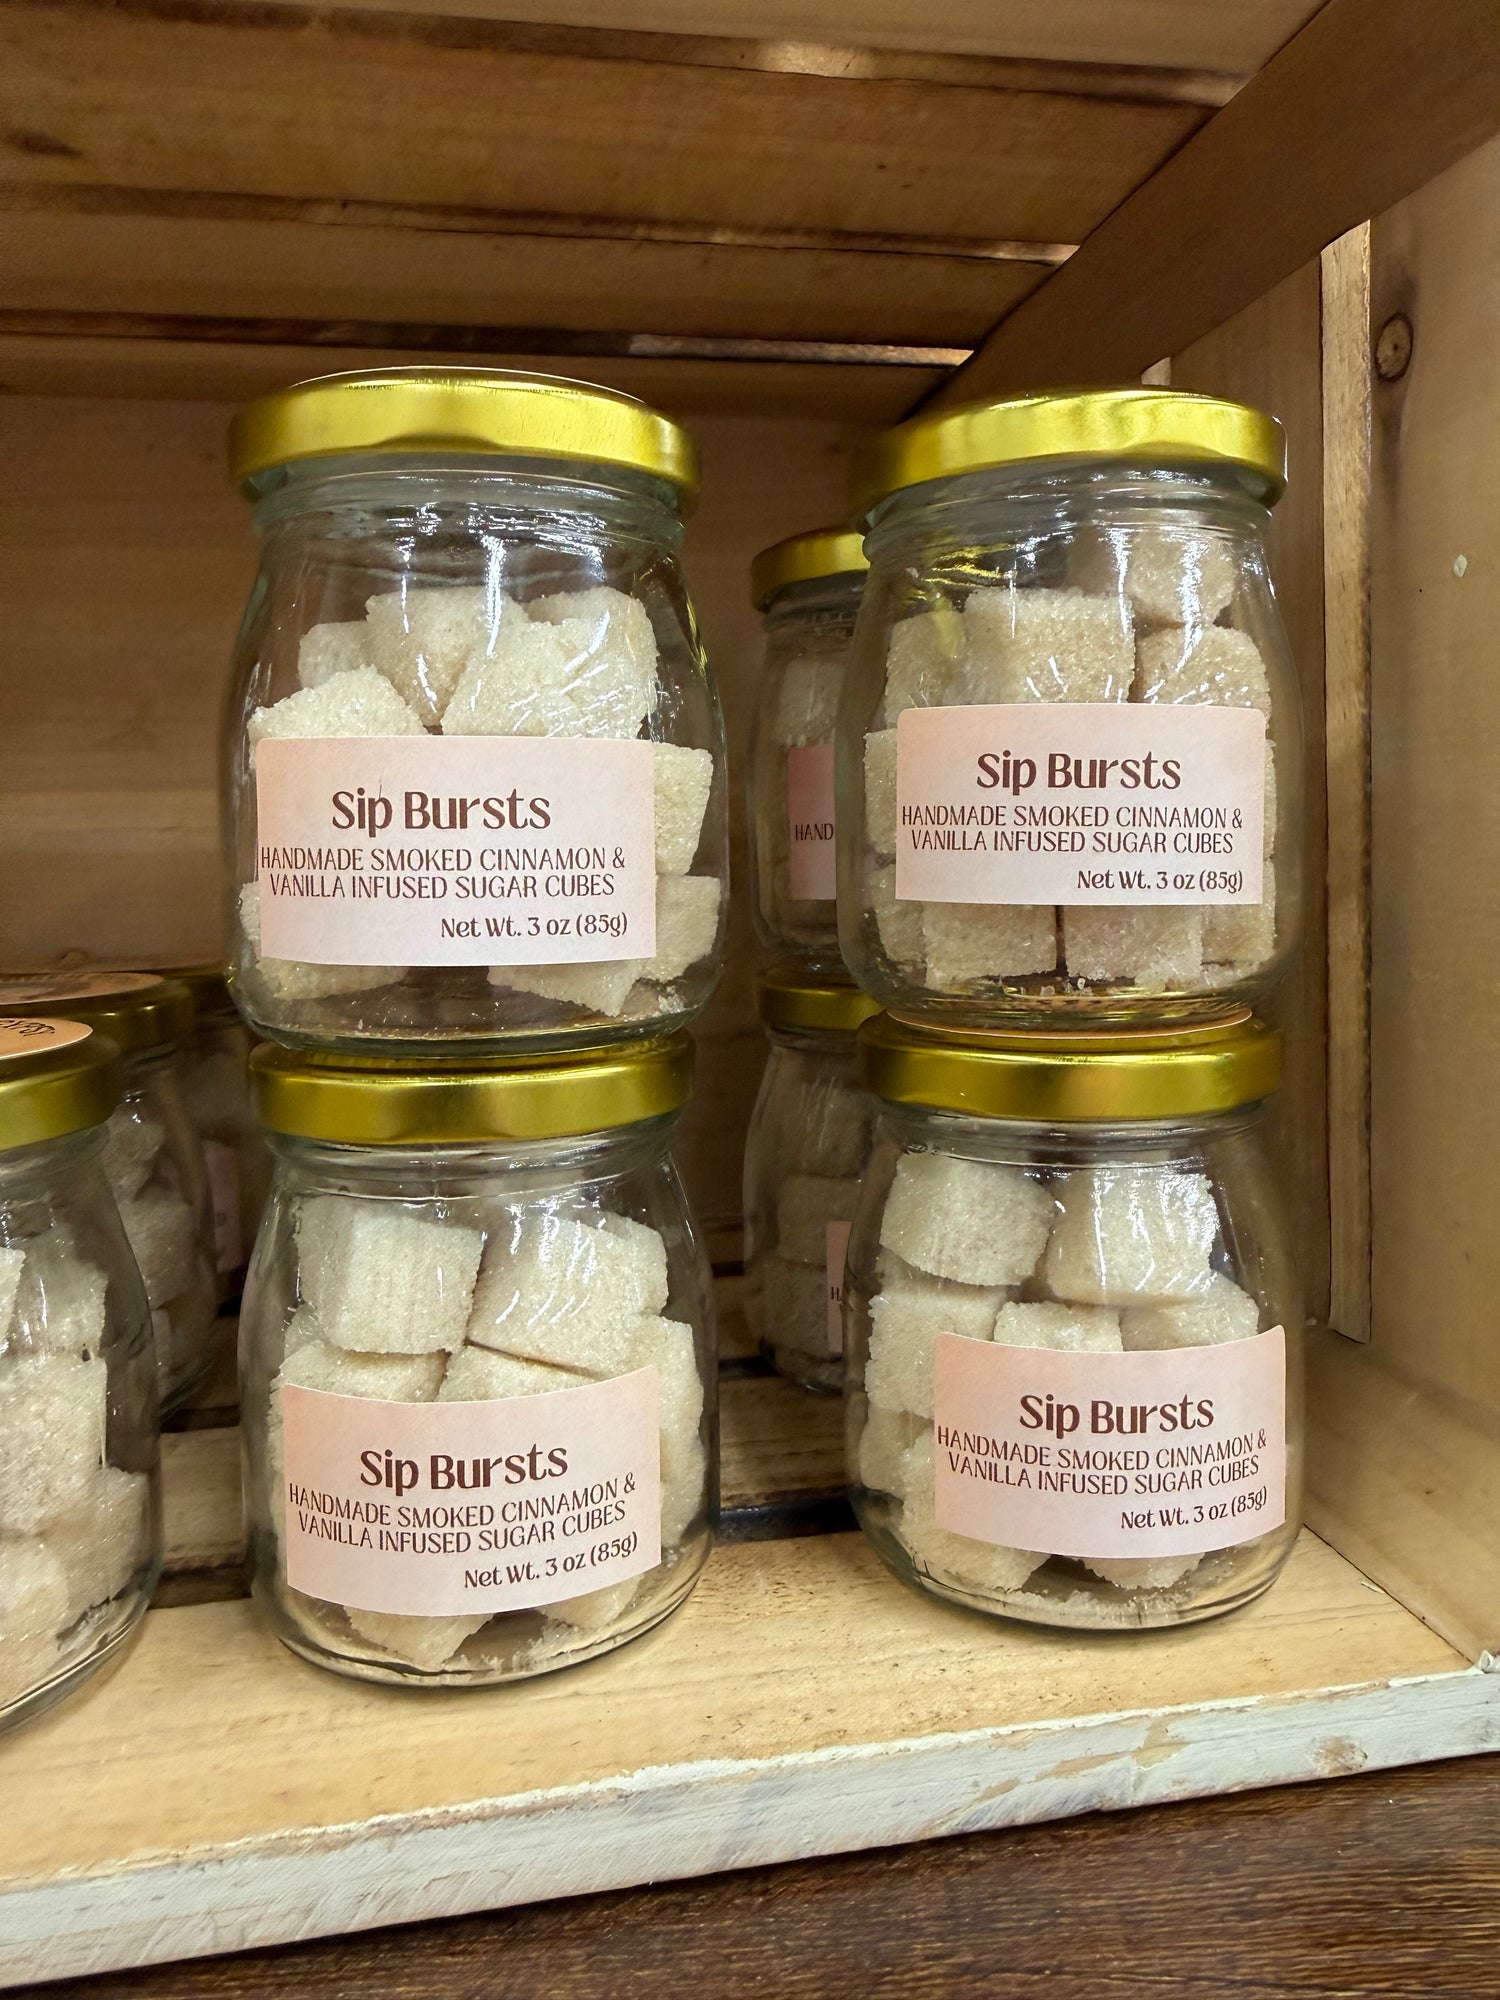 Sip Bursts
HANDMADE SMOKED CINNAMON &
VANILLA INFUSED SUGAR CUBES
Net Wt. 3 oz (85g)
Sip Bursts
HANDMADE SMOKED CINNAMON &
VANILLA INFUSED SUGAR CUBES
Net Wt. 3 oz (85g)
HAND
Sip Bursts
HANDMADE SMOKED CINNAMON &
VANILLA INFUSED SUGAR CUBES
Net Wt. 3 oz (85g)
Sip Bursts
HANDMADE SMOKED CINNAMON &
VANILLA INFUSED SUGAR CUBES
Net Wt. 3 oz (85g)